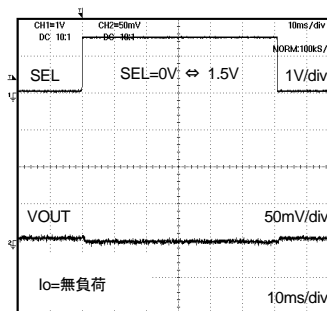 CH1=1V CH2=50mV 10ms/div
DC 10:1 DC 10:1
NORM:100kS/
SEL SEL=0V ⇔ 1.5V 1V/div
VOUT 50mV/div
Io=無負荷
10ms/div